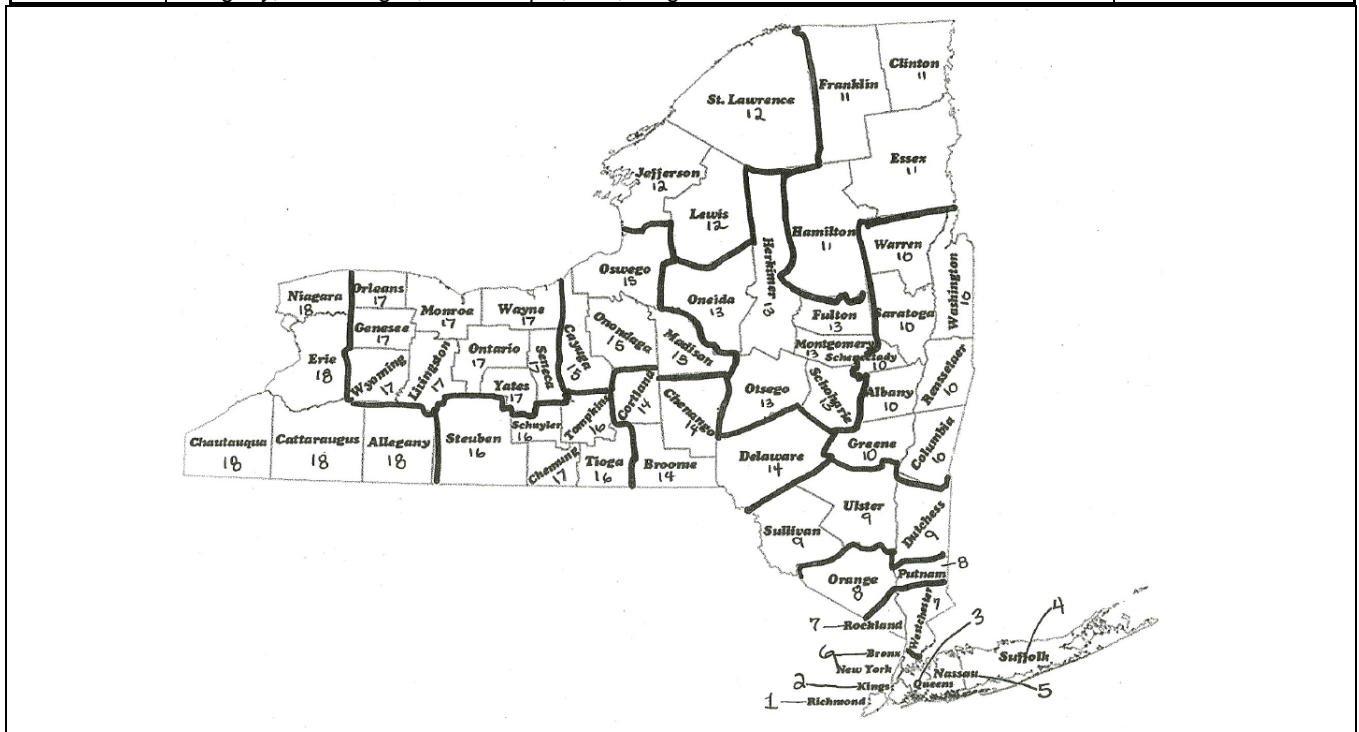 Clinton
11
Franklin
11
St. Lawrence
12
Essex
11
Jefferson
12
Lewis
12
Hamilton
11
Herkimer
13
Warren
10
Washington
10
Oswego
15
Oneida
13
Fulton
13
Saratoga
10
Niagara
18
Orleans
17
Monroe
17
Wayne
17
Genesee
17
Cayuga
15
Onondaga
15
Madison
15
Montgomery
13
Schenectady
10
Erie
18
Wyoming
17
Livingston
17
Ontario
17
Seneca
17
Yates
17
Otsego
13
Schoharie
13
Albany
10
Rensselaer
10
Cortland
14
Chenango
14
Tompkins
16
Schuyler
16
Chautauqua
18
Cattaraugus
18
Allegany
18
Steuben
16
Chemung
17
Tioga
16
Broome
14
Delaware
14
Greene
10
Columbia
10
Ulster
9
Sullivan
9
Dutchess
9
Orange
8
Putnam
8
Westchester
7
7 Rockland
3
4
6 Bronx
New York
Suffolk
Nassau
5
2 Kings
Queens
1 Richmond